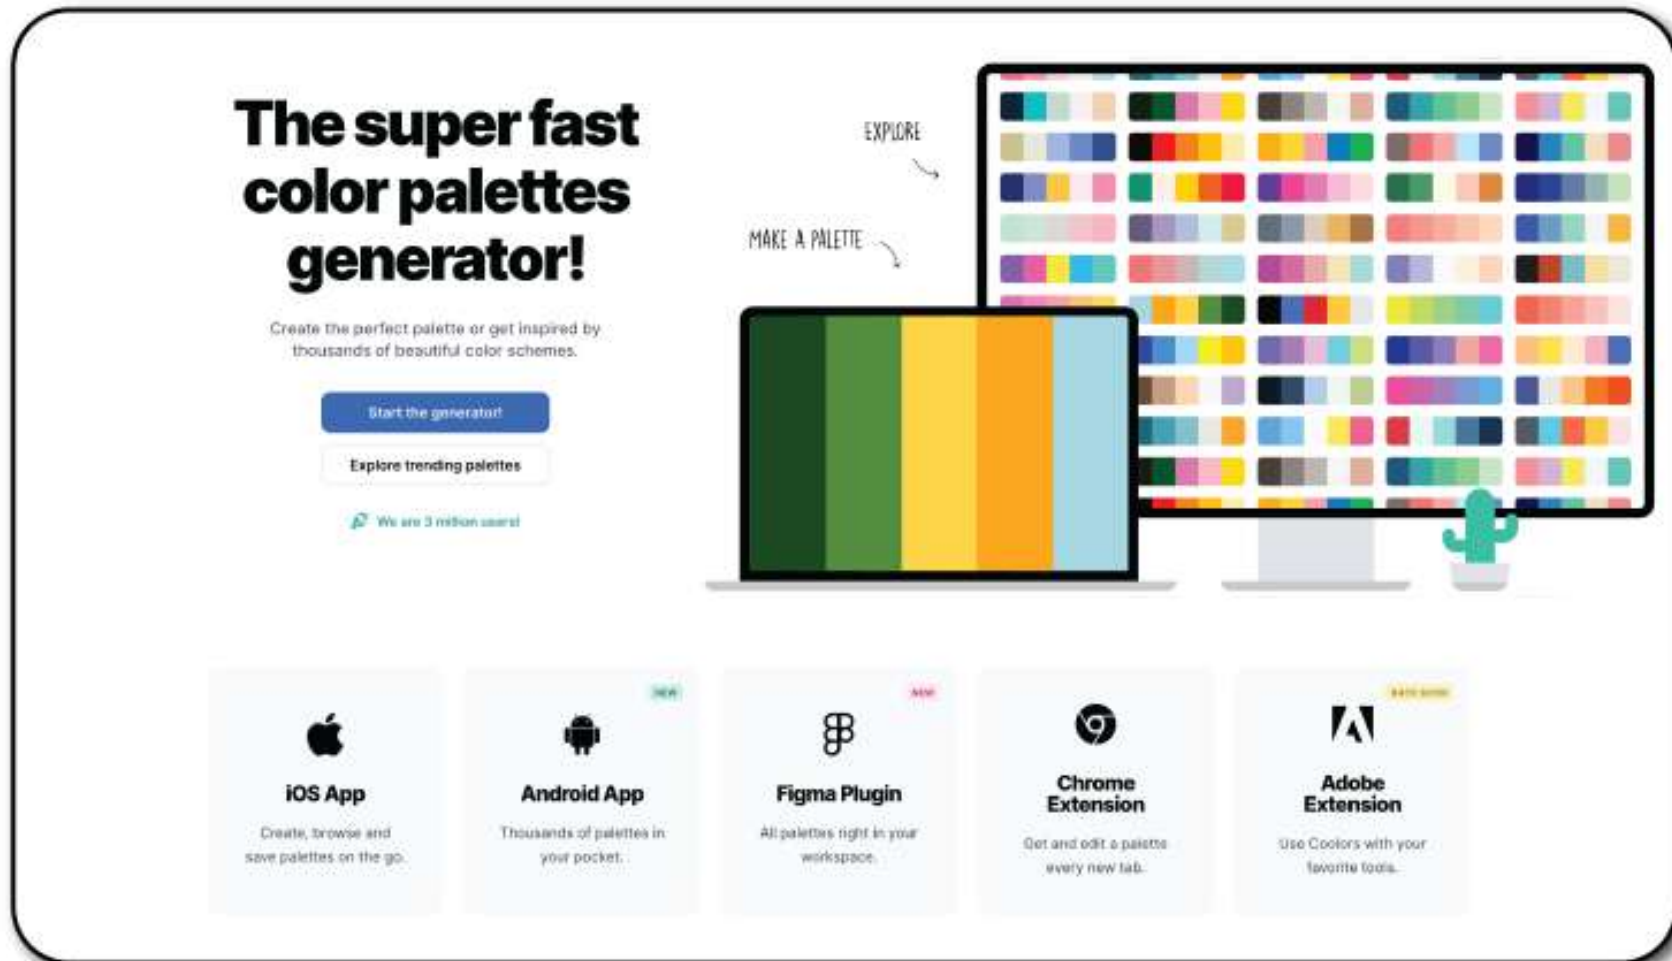 The super fast
color palettes
generator!
Create the perfect palette or get inspired by
thousands of beautiful color schemes.
Start the generator!
Explore trending palettes
We are 3 million users!
EXPLORE
MAKE A PALETTE
NEW
NEW
iOS App
Create, browse and
save palettes on the go.
Android App
Thousands of palettes in
your pocket.
Figma Plugin
All palettes right in your
workspace.
Chrome
Extension
Get and edit a palette
every new tab.
Adobe
Extension
Use Coolors with your
favorite tools.